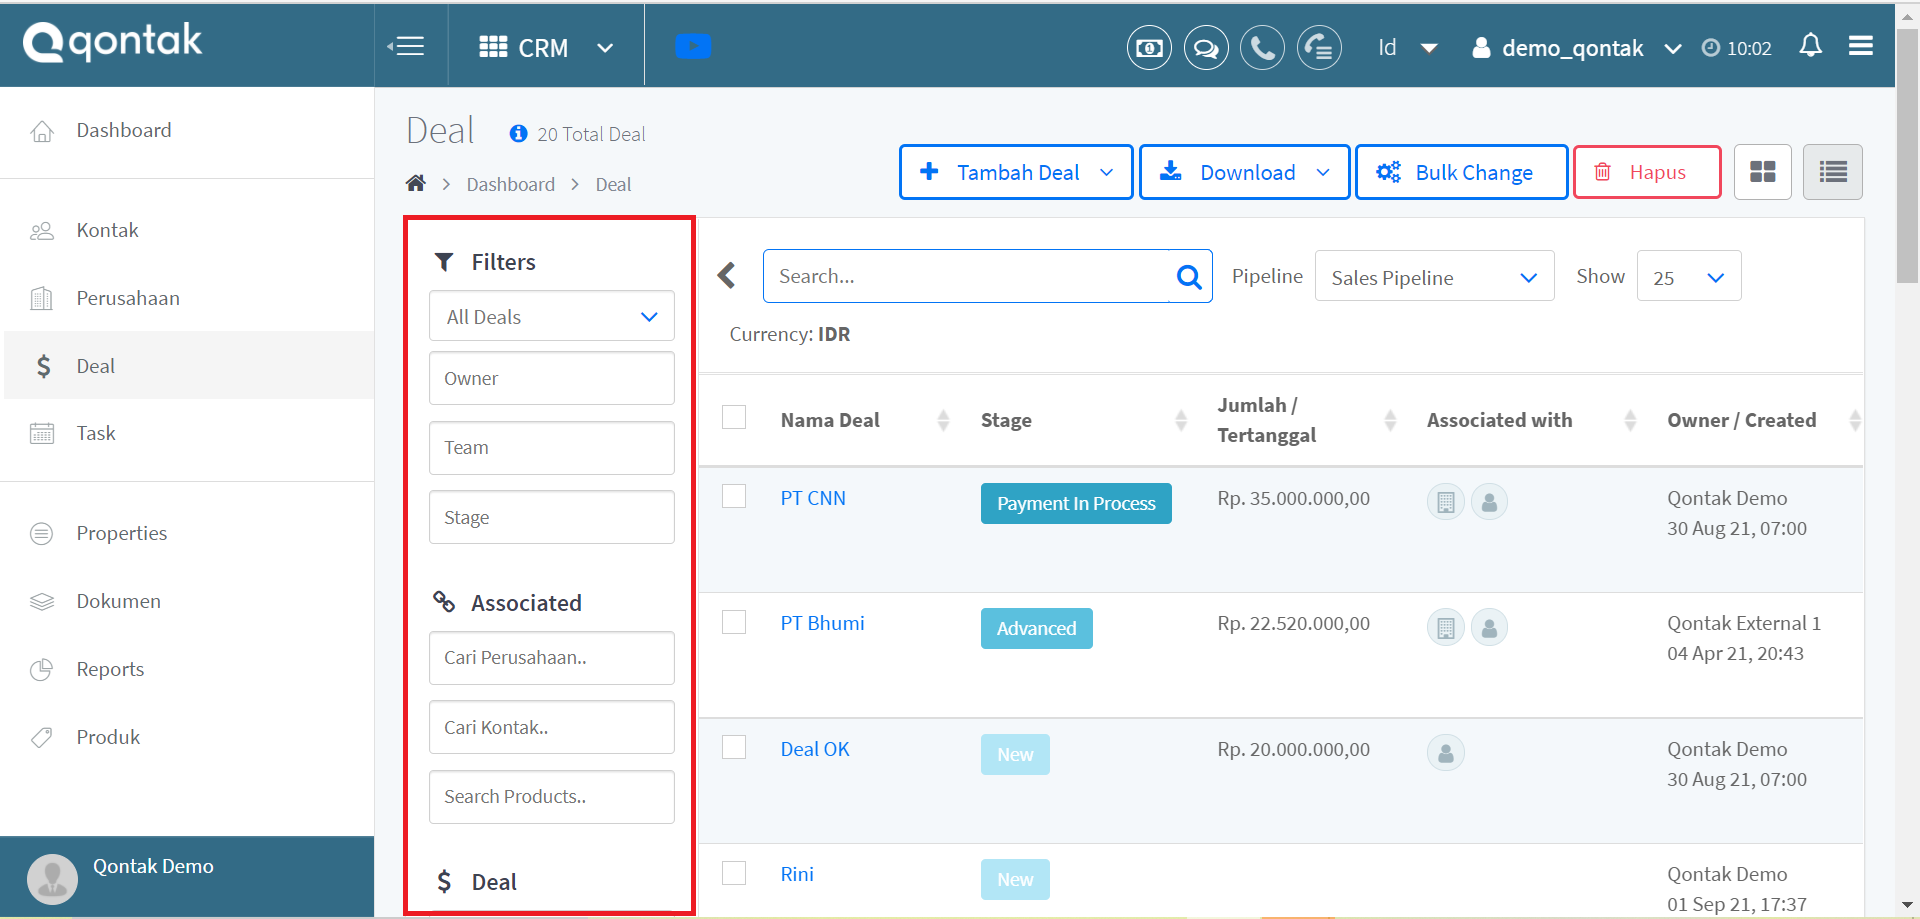 qontak
CRM
Id
demo_qontak
10:02
Dashboard
Kontak
Perusahaan
Deal
Task
Properties
Dokumen
Reports
Produk
Qontak Demo
Deal
20 Total Deal
Dashboard
Deal
Tambah Deal
Download
Bulk Change
Hapus
Filters
All Deals
Owner
Team
Stage
Associated
Cari Perusahaan..
Cari Kontak..
Search Products..
Deal
Search...
Pipeline
Sales Pipeline
Show
25
Currency: IDR
Nama Deal
Stage
Jumlah /
Tertanggal
Associated with
Owner / Created
PT CNN
Payment In Process
Rp. 35.000.000,00
Qontak Demo
30 Aug 21, 07:00
PT Bhumi
Advanced
Rp. 22.520.000,00
Qontak External 1
04 Apr 21, 20:43
Deal OK
New
Rp. 20.000.000,00
Qontak Demo
30 Aug 21, 07:00
Rini
New
Qontak Demo
01 Sep 21, 17:37